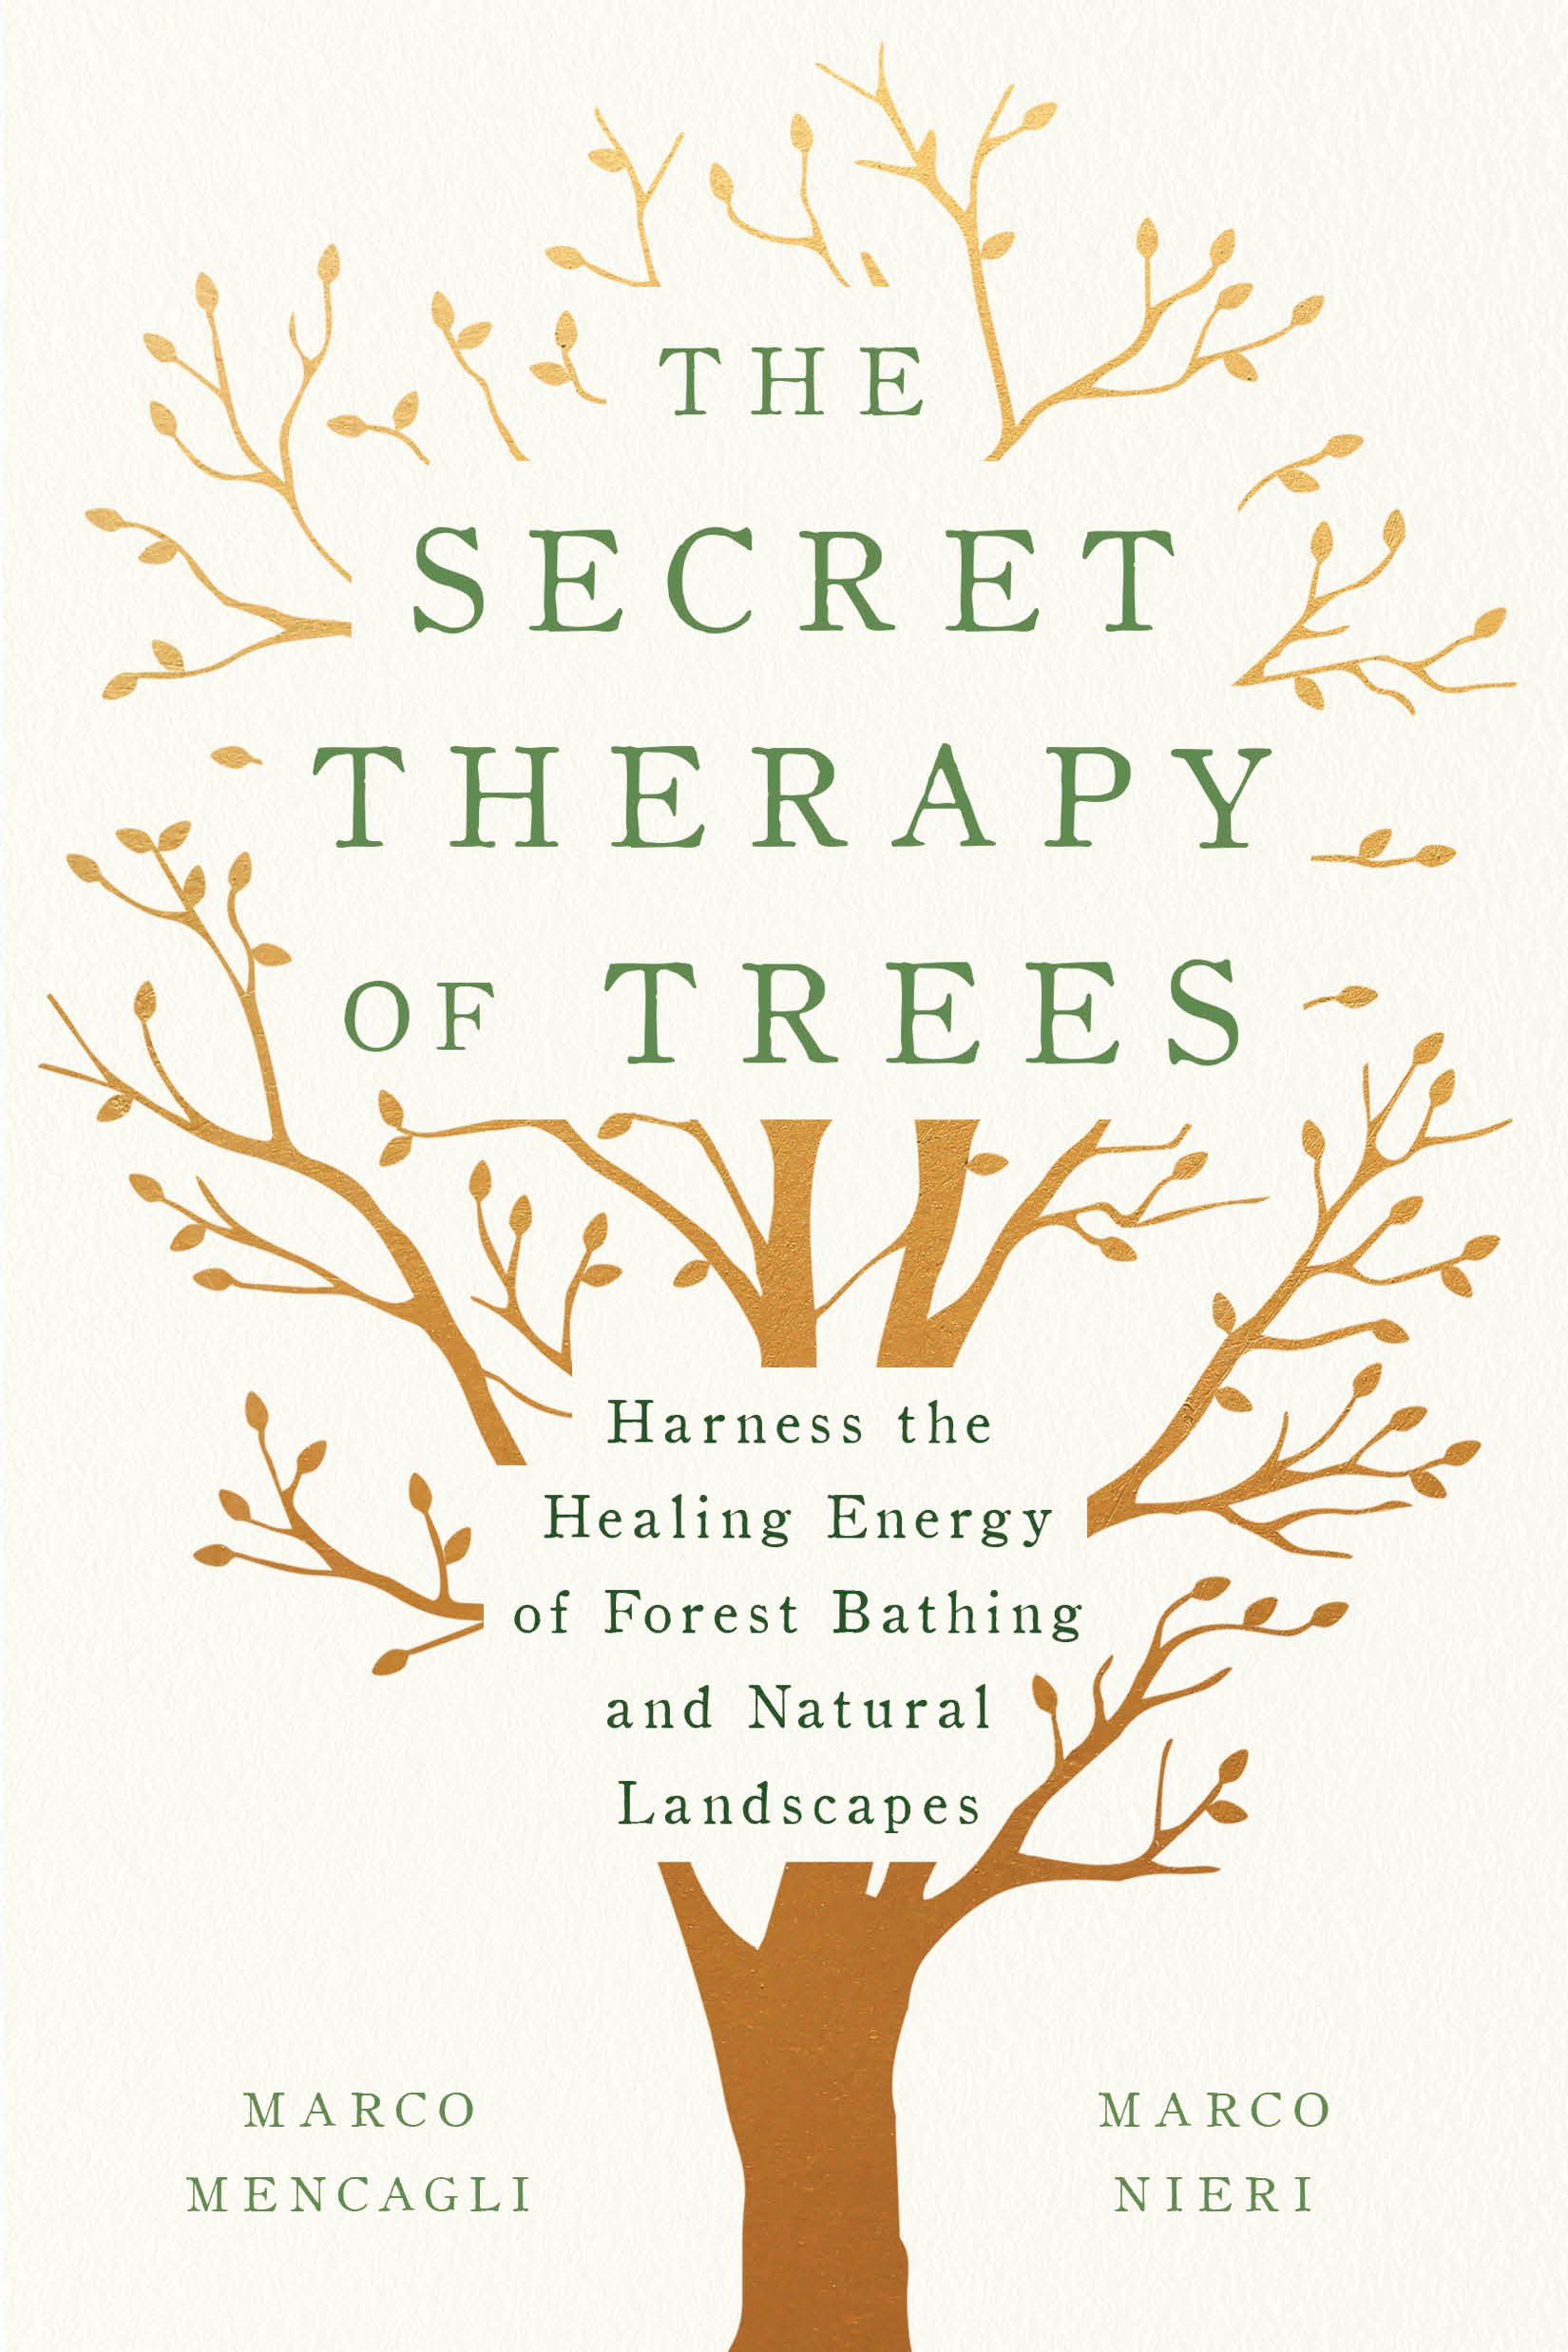 THE
SECRET
THERAPY
OF TREES
Harness the
Healing Energy
of Forest Bathing
and Natural
Landscapes
MARCO
MENCAGLI
MARCO
NIERI